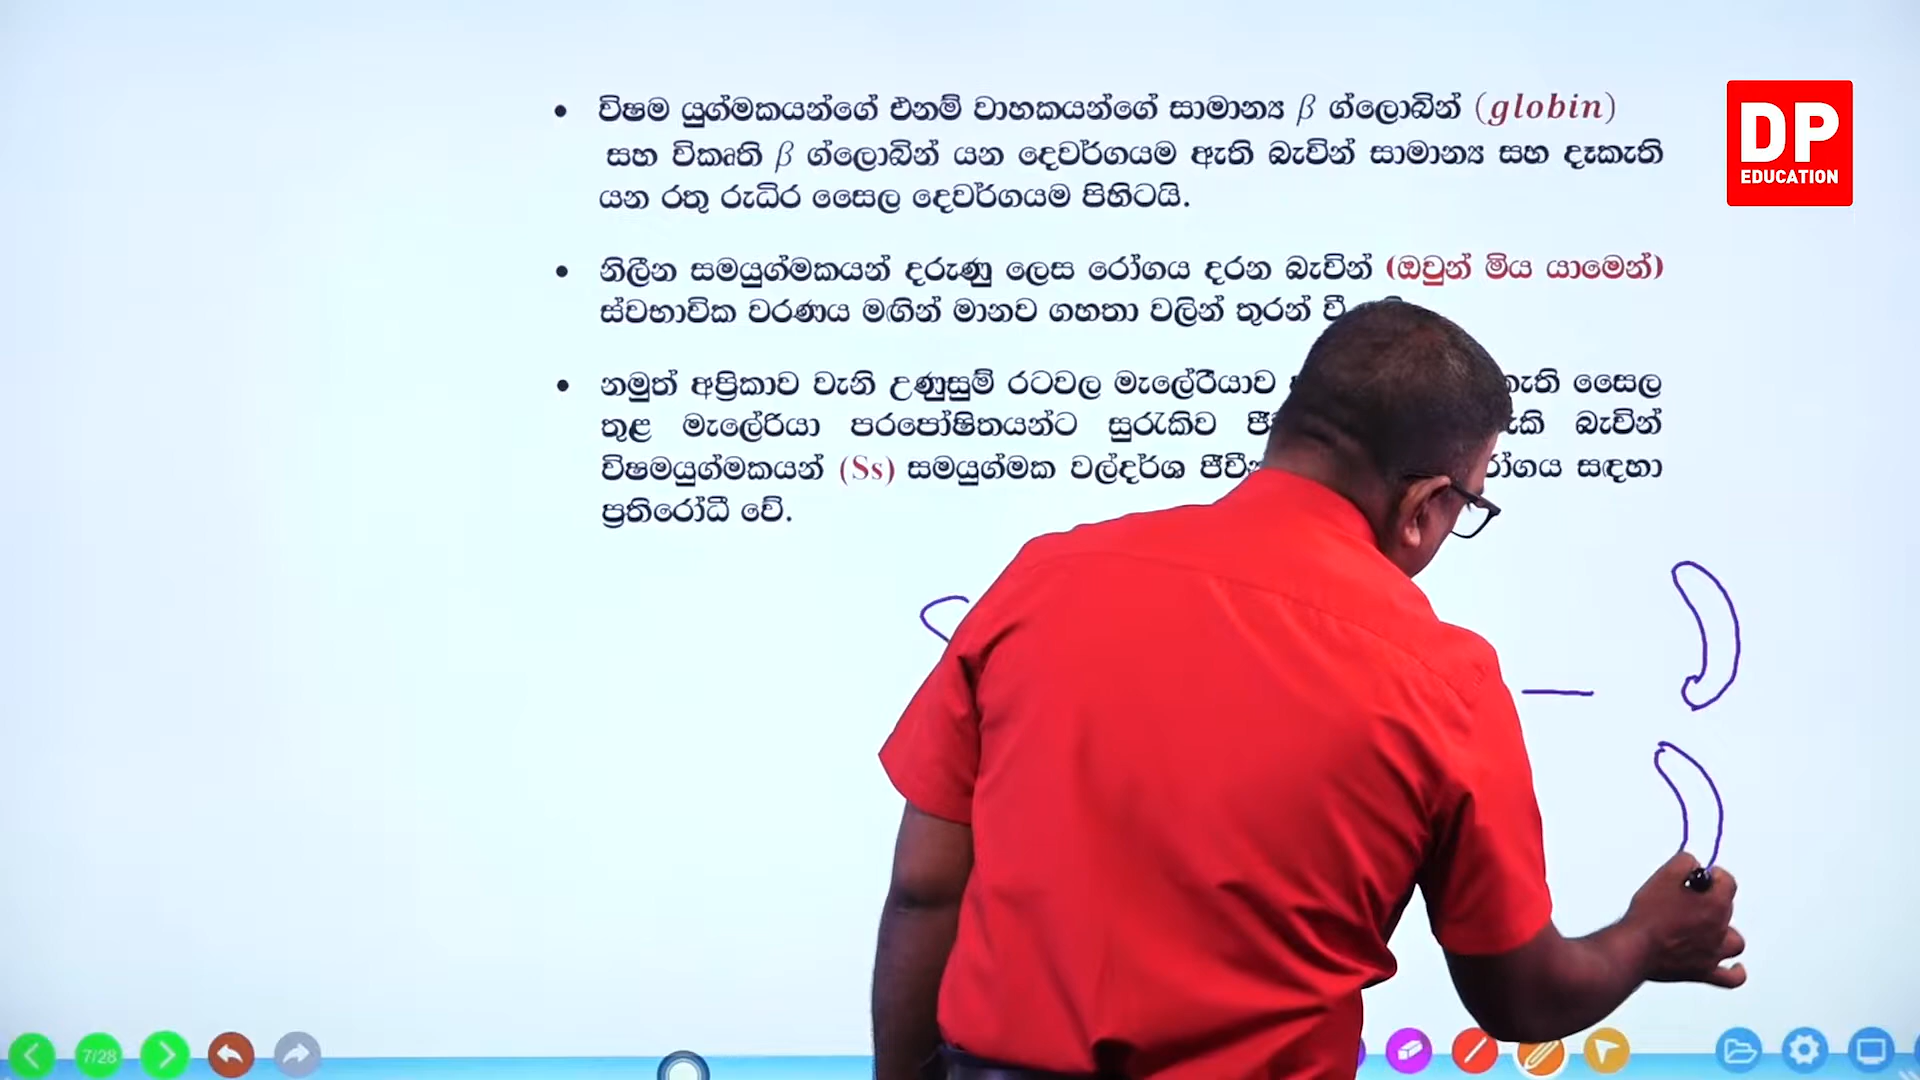 • විෂම යුග්මකයන්ගේ එනම් වාහකයන්ගේ සාමාන්‍ය β ග්ලොබින් (globin)
සහ විකෘති β ග්ලොබින් යන දෙවර්ගයම ඇති බැවින් සාමාන්‍ය සහ දෑකැති
යන රතු රුධිර සෛල දෙවර්ගයම පිහිටයි.
• නිලීන සමයුග්මකයන් දරුණු ලෙස රෝගය දරන බැවින් (ඔවුන් මිය යාමෙන්)
ස්වභාවික වරණය මඟින් මානව ගහනා වලින් තුරන් වී
• නමුත් අප්‍රිකාව වැනි උණුසුම් රටවල මැලේරීයාව සෛල
තුළ මැලේරියා පරපෝෂිතයන්ට සුරැකිව බැවින්
විෂමයුග්මකයන් (Ss) සමයුග්මක වල්දර්ශ සඳහා
ප්‍රතිරෝධී වේ.
DP
EDUCATION
7/28